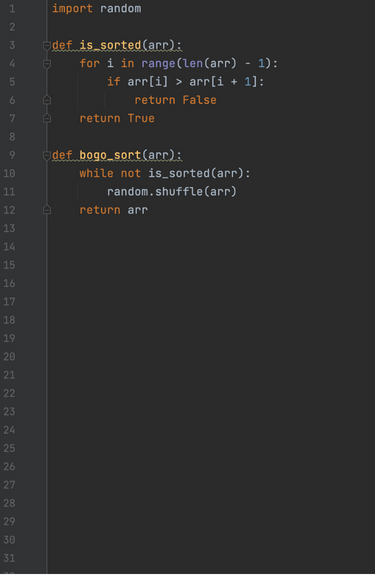 1 import random
2
3 def is_sorted(arr):
4     for i in range(len(arr) - 1):
5         if arr[i] > arr[i + 1]:
6             return False
7     return True
8
9 def bogo_sort(arr):
10     while not is_sorted(arr):
11         random.shuffle(arr)
12     return arr
13
14
15
16
17
18
19
20
21
22
23
24
25
26
27
28
29
30
31